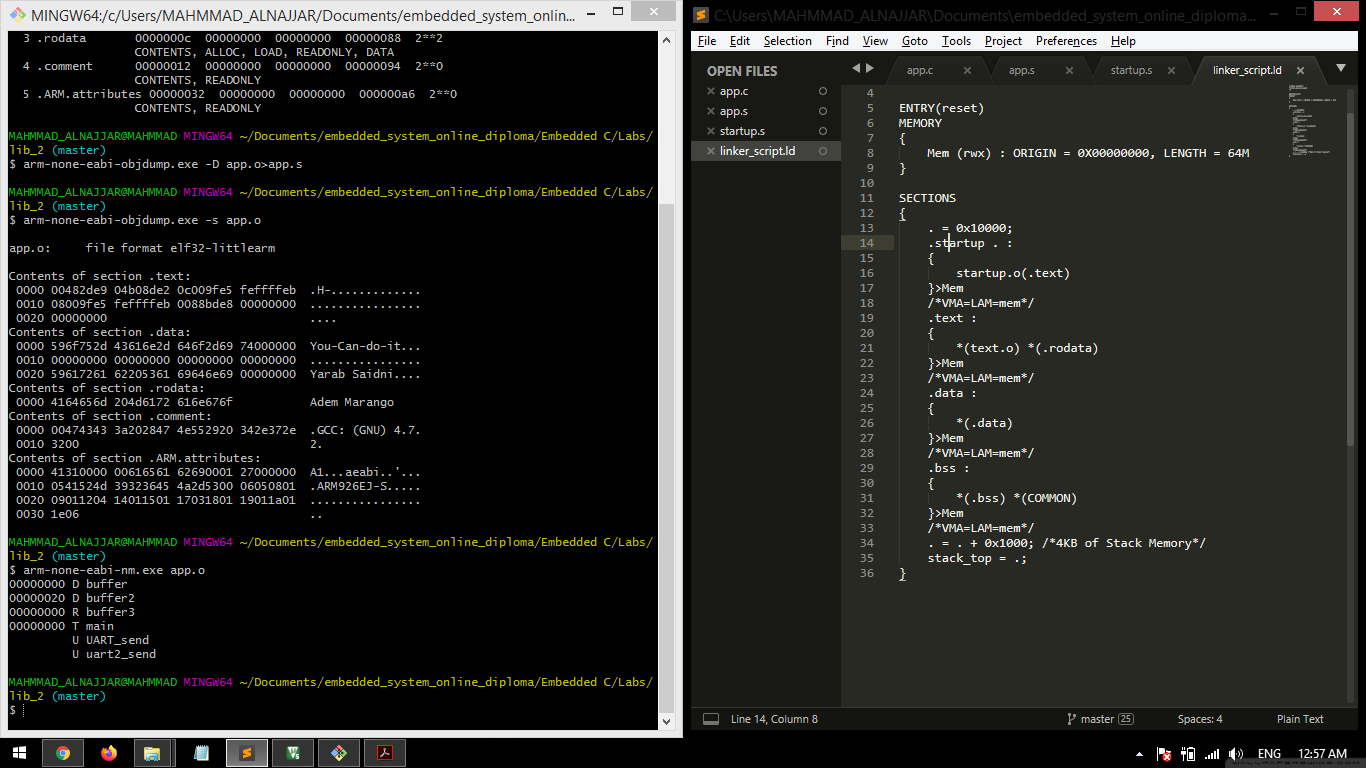 MINGW64:/c/Users/MAHMMAD_ALNAJJAR/Documents/embedded_system_onlin...
3 .rodata 0000000c 00000000 00000000 00000088 2**2
CONTENTS, ALLOC, LOAD, READONLY, DATA
4 .comment 00000012 00000000 00000000 00000094 2**0
CONTENTS, READONLY
5 .ARM.attributes 00000032 00000000 00000000 000000a6 2**0
CONTENTS, READONLY
MAHMMAD_ALNAJJAR@MAHMMAD MINGW64 ~/Documents/embedded_system_online_diploma/Embedded C/Labs/
lib_2 (master)
$ arm-none-eabi-objdump.exe -D app.o>app.s
MAHMMAD_ALNAJJAR@MAHMMAD MINGW64 ~/Documents/embedded_system_online_diploma/Embedded C/Labs/
lib_2 (master)
$ arm-none-eabi-objdump.exe -s app.o
app.o: file format elf32-littlearm
Contents of section .text:
0000 00482de9 04b08de2 0c009fe5 feffffeb .H-.............
0010 08009fe5 feffffeb 0088bde8 00000000 ................
0020 00000000 ....
Contents of section .data:
0000 596f752d 43616e2d 646f2d69 74000000 You-Can-do-it...
0010 00000000 00000000 00000000 00000000 ................
0020 59617261 62205361 69646e69 00000000 Yarab Saidni....
Contents of section .rodata:
0000 4164656d 204d6172 616e676f Adem Marango
Contents of section .comment:
0000 00474343 3a202847 4e552920 342e372e .GCC: (GNU) 4.7.
0010 3200 2.
Contents of section .ARM.attributes:
0000 41310000 00616561 62690001 27000000 A1...aeabi..'...
0010 0541524d 39323645 4a2d5300 06050801 .ARM926EJ-S.....
0020 09011204 14011501 17031801 19011a01 ................
0030 1e06 ..
MAHMMAD_ALNAJJAR@MAHMMAD MINGW64 ~/Documents/embedded_system_online_diploma/Embedded C/Labs/
lib_2 (master)
$ arm-none-eabi-nm.exe app.o
00000000 D buffer
00000020 D buffer2
00000000 R buffer3
00000000 T main
U UART_send
U uart2_send
MAHMMAD_ALNAJJAR@MAHMMAD MINGW64 ~/Documents/embedded_system_online_diploma/Embedded C/Labs/
lib_2 (master)
$
C:\Users\MAHMMAD_ALNAJJAR\Documents\embedded_system_online_diploma...
File Edit Selection Find View Goto Tools Project Preferences Help
OPEN FILES
app.c
app.s
startup.s
linker_script.ld
app.c app.s startup.s linker_script.ld
4
5 ENTRY(reset)
6 MEMORY
7 {
8 Mem (rwx) : ORIGIN = 0X00000000, LENGTH = 64M
9 }
10
11 SECTIONS
12 {
13 . = 0x10000;
14 .startup . :
15 {
16 startup.o(.text)
17 }>Mem
18 /*VMA=LAM=mem*/
19 .text :
20 {
21 *(text.o) *(.rodata)
22 }>Mem
23 /*VMA=LAM=mem*/
24 .data :
25 {
26 *(.data)
27 }>Mem
28 /*VMA=LAM=mem*/
29 .bss :
30 {
31 *(.bss) *(COMMON)
32 }>Mem
33 /*VMA=LAM=mem*/
34 . = . + 0x1000; /*4KB of Stack Memory*/
35 stack_top = .;
36 }
Line 14, Column 8 master 25 Spaces: 4 Plain Text
ENG 12:57 AM